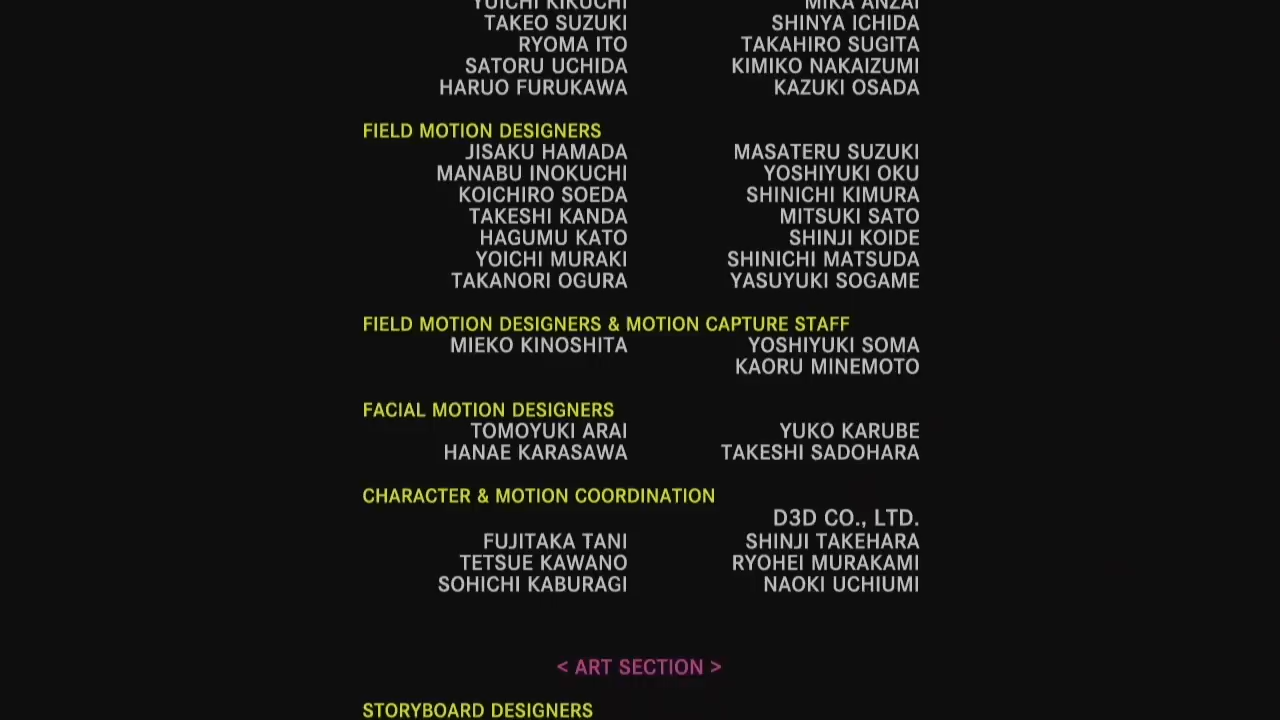 YUICHI KIKUCHI MIKA ANZAI
TAKEO SUZUKI SHINYA ICHIDA
RYOMA ITO TAKAHIRO SUGITA
SATORU UCHIDA KIMIKO NAKAIZUMI
HARUO FURUKAWA KAZUKI OSADA
FIELD MOTION DESIGNERS
JISAKU HAMADA MASATERU SUZUKI
MANABU INOKUCHI YOSHIYUKI OKU
KOICHIRO SOEDA SHINICHI KIMURA
TAKESHI KANDA MITSUKI SATO
HAGUMU KATO SHINJI KOIDE
YOICHI MURAKI SHINICHI MATSUDA
TAKANORI OGURA YASUYUKI SOGAME
FIELD MOTION DESIGNERS & MOTION CAPTURE STAFF
MIEKO KINOSHITA YOSHIYUKI SOMA
KAORU MINEMOTO
FACIAL MOTION DESIGNERS
TOMOYUKI ARAI YUKO KARUBE
HANAE KARASAWA TAKESHI SADOHARA
CHARACTER & MOTION COORDINATION
D3D CO., LTD.
FUJITAKA TANI SHINJI TAKEHARA
TETSUE KAWANO RYOHEI MURAKAMI
SOHICHI KABURAGI NAOKI UCHIUMI
< ART SECTION >
STORYBOARD DESIGNERS